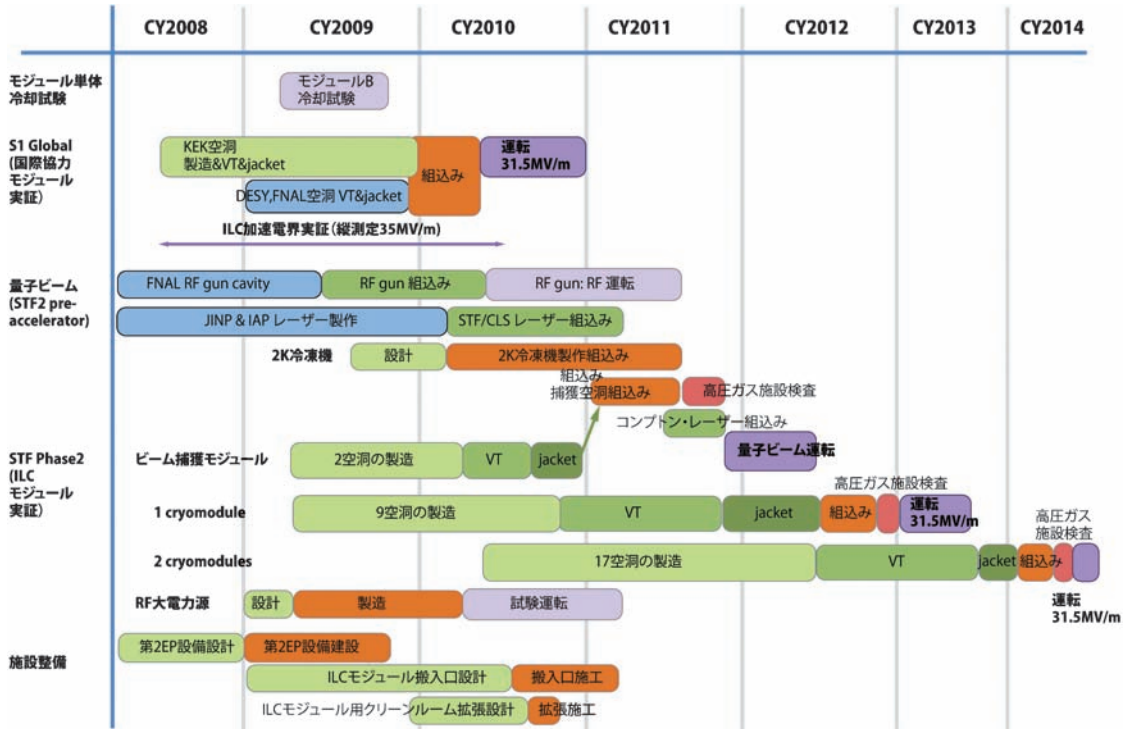 CY2008 CY2009 CY2010 CY2011 CY2012 CY2013 CY2014
モジュール単体
冷却試験
モジュールB
冷却試験
S1 Global
(国際協力
モジュール
実証)
KEK空洞
製造&VT&jacket
組込み
運転
31.5MV/m
DESY,FNAL空洞 VT&jacket
ILC加速電界実証(縦測定35MV/m)
量子ビーム
(STF2 pre-
accelerator)
FNAL RF gun cavity
RF gun 組込み
RF gun: RF 運転
JINP & IAP レーザー製作
STF/CLS レーザー組込み
2K冷凍機
設計
2K冷凍機製作組込み
組込み
捕獲空洞組込み
高圧ガス施設検査
コンプトン・レーザー組込み
量子ビーム運転
STF Phase2
(ILC
モジュール
実証)
ビーム捕獲モジュール
2空洞の製造
VT
jacket
1 cryomodule
9空洞の製造
VT
jacket
組込み
高圧ガス施設検査
運転
31.5MV/m
2 cryomodules
17空洞の製造
VT
jacket
組込み
高圧ガス
施設検査
運転
31.5MV/m
RF大電力源
設計
製造
試験運転
施設整備
第2EP設備設計
第2EP設備建設
ILCモジュール搬入口設計
搬入口施工
ILCモジュール用クリーンルーム拡張設計
拡張施工